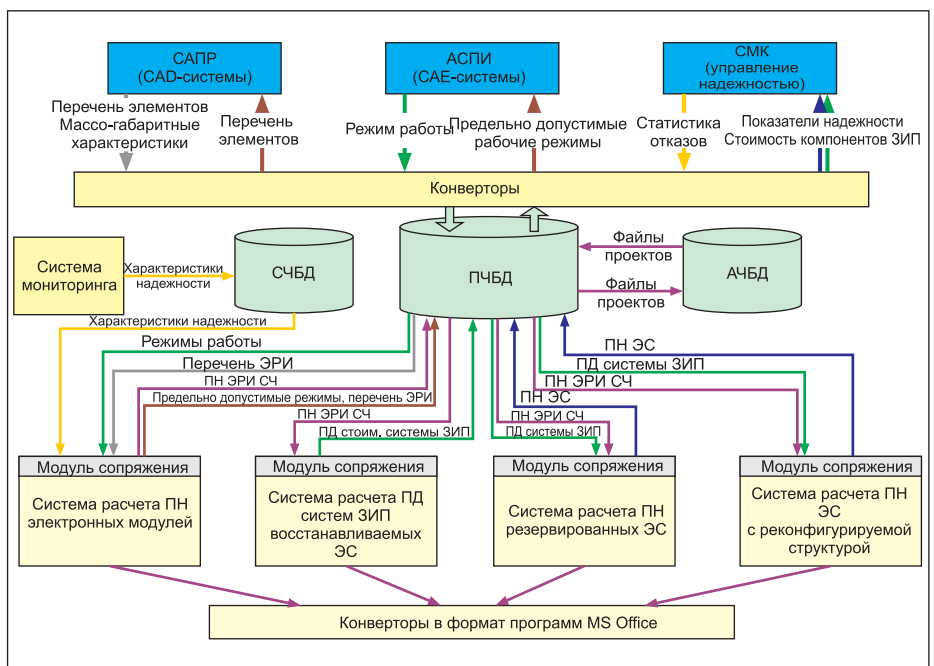 САПР
(CAD-системы)
АСПИ
(CAE-системы)
СМК
(управление
надежностью)
Перечень элементов
Массо-габаритные
характеристики
Перечень
элементов
Режим работы
Предельно допустимые
рабочие режимы
Статистика
отказов
Показатели надежности
Стоимость компонентов ЗИП
Конверторы
Система
мониторинга
Характеристики
надежности
СЧБД
ПЧБД
Файлы
проектов
Файлы
проектов
АЧБД
Характеристики надежности
Режимы работы
Перечень ЭРИ
ПН ЭРИ СЧ
Предельно допустимые режимы, перечень ЭРИ
ПН ЭРИ СЧ
ПД стоим. системы ЗИП
ПН ЭС
ПД системы ЗИП
ПН ЭРИ СЧ
ПН ЭС
ПН ЭРИ СЧ
ПД системы ЗИП
Модуль сопряжения
Система расчета ПН
электронных модулей
Модуль сопряжения
Система расчета ПД
систем ЗИП
восстанавливаемых
ЭС
Модуль сопряжения
Система расчета ПН
резервированных ЭС
Модуль сопряжения
Система расчета ПН
ЭС
с реконфигурируемой
структурой
Конверторы в формат программ MS Office